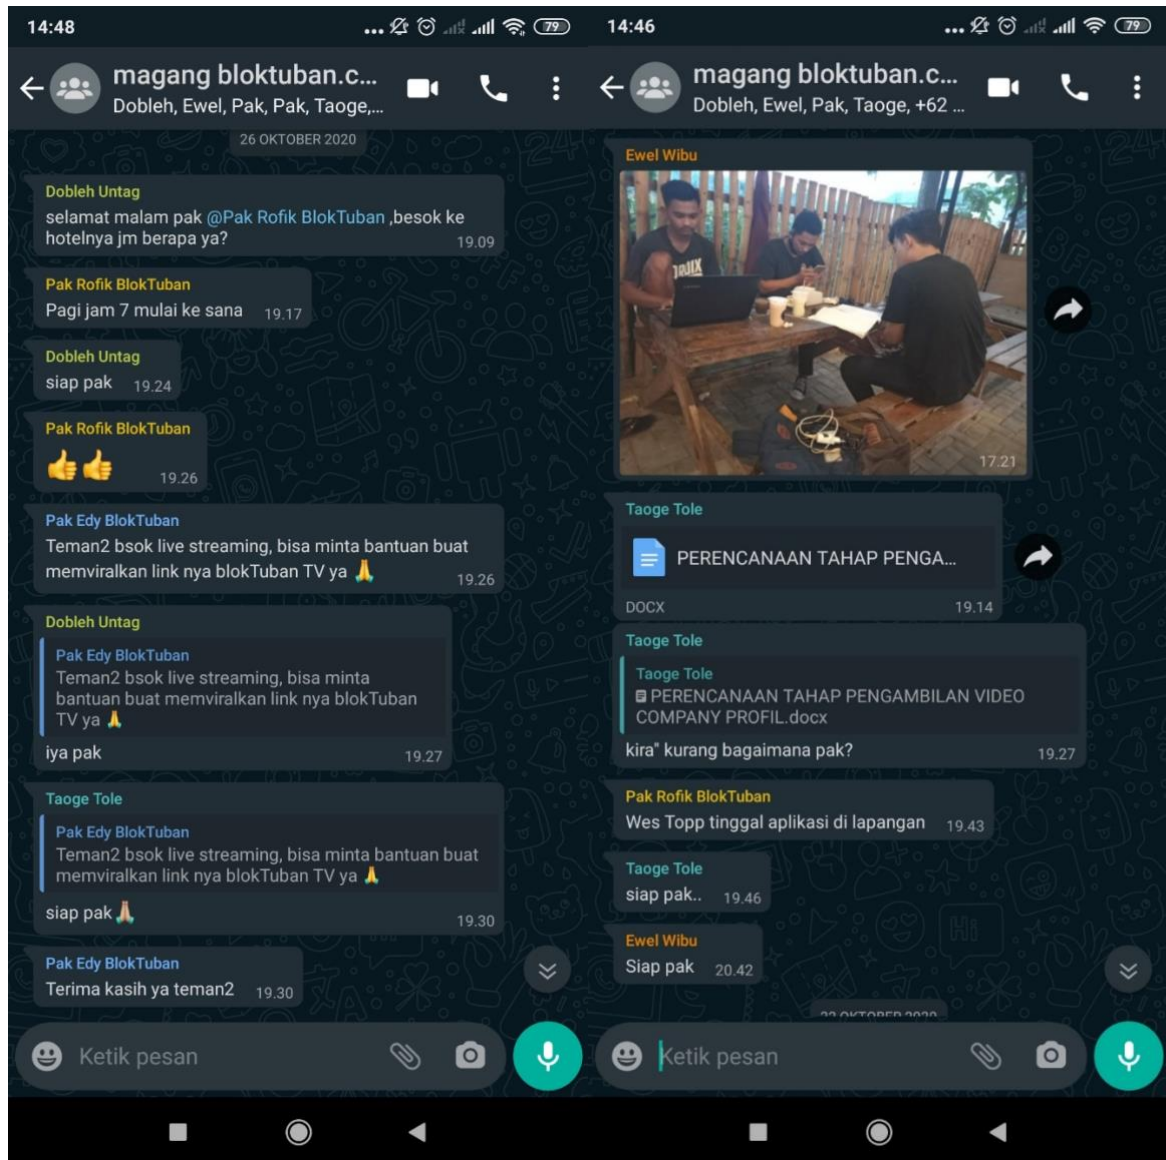 14:48
79
magang bloktuban.c...
Dobleh, Ewel, Pak, Pak, Taoge,...
26 OKTOBER 2020
Dobleh Untag
selamat malam pak @Pak Rofik BlokTuban ,besok ke
hotelnya jm berapa ya?
19.09
Pak Rofik BlokTuban
Pagi jam 7 mulai ke sana 19.17
Dobleh Untag
siap pak 19.24
Pak Rofik BlokTuban
👍👍 19.26
Pak Edy BlokTuban
Teman2 bsok live streaming, bisa minta bantuan buat
memviralkan link nya blokTuban TV ya 🙏 19.26
Dobleh Untag
Pak Edy BlokTuban
Teman2 bsok live streaming, bisa minta
bantuan buat memviralkan link nya blokTuban
TV ya 🙏
iya pak 19.27
Taoge Tole
Pak Edy BlokTuban
Teman2 bsok live streaming, bisa minta bantuan buat
memviralkan link nya blokTuban TV ya 🙏
siap pak🙏🏼 19.30
Pak Edy BlokTuban
Terima kasih ya teman2 19.30
Ketik pesan
14:46
79
magang bloktuban.c...
Dobleh, Ewel, Pak, Taoge, +62 ...
Ewel Wibu
17.21
Taoge Tole
PERENCANAAN TAHAP PENGA...
DOCX 19.14
Taoge Tole
Taoge Tole
PERENCANAAN TAHAP PENGAMBILAN VIDEO
COMPANY PROFIL.docx
kira" kurang bagaimana pak? 19.27
Pak Rofik BlokTuban
Wes Topp tinggal aplikasi di lapangan 19.43
Taoge Tole
siap pak.. 19.46
Ewel Wibu
Siap pak 20.42
Ketik pesan